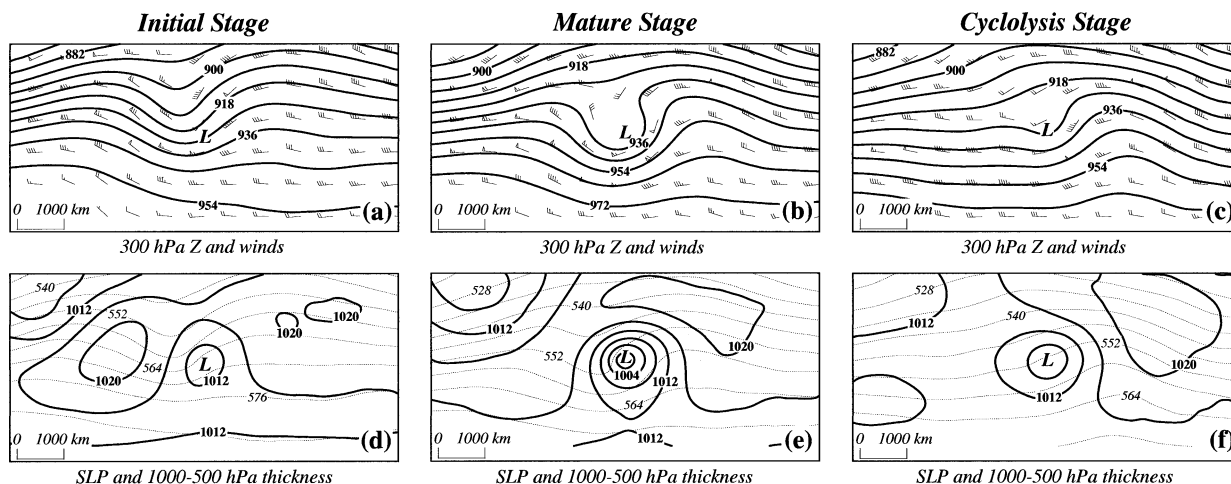 Initial Stage
Mature Stage
Cyclolysis Stage
882
900
918
L
936
954
0 1000 km
(a)
900
918
L
936
954
972
0 1000 km
(b)
882
900
918
L
936
954
0 1000 km
(c)
300 hPa Z and winds
300 hPa Z and winds
300 hPa Z and winds
540
1012
552
1020
1020
1020
564
L
1012
576
1012
0 1000 km
(d)
528
1012
540
552
1020
L
1004
1012
564
1012
0 1000 km
(e)
528
1012
540
552
L
1020
1012
564
0 1000 km
(f)
SLP and 1000-500 hPa thickness
SLP and 1000-500 hPa thickness
SLP and 1000-500 hPa thickness